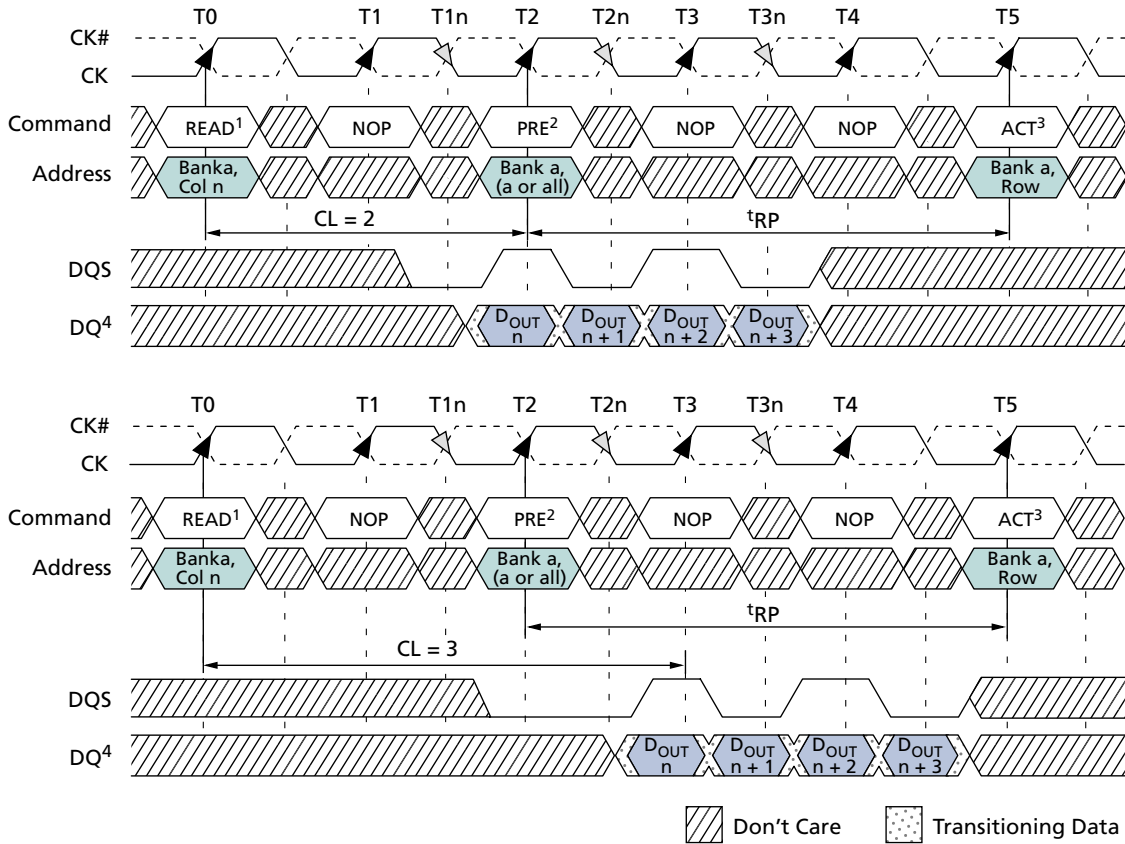 T0 T1 T1n T2 T2n T3 T3n T4 T5
CK#
CK
Command READ¹ NOP PRE² NOP NOP ACT³
Address Banka, Col n Bank a, (a or all) Bank a, Row
CL = 2 ᵗRP
DQS
DQ⁴ DOUT n DOUT n + 1 DOUT n + 2 DOUT n + 3
T0 T1 T1n T2 T2n T3 T3n T4 T5
CK#
CK
Command READ¹ NOP PRE² NOP NOP ACT³
Address Banka, Col n Bank a, (a or all) Bank a, Row
ᵗRP
CL = 3
DQS
DQ⁴ DOUT n DOUT n + 1 DOUT n + 2 DOUT n + 3
Don't Care Transitioning Data